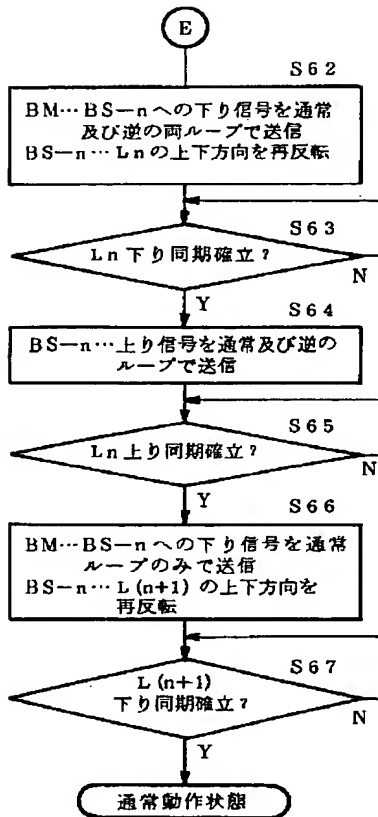 E
S62
BM…BS−nへの下り信号を通常
及び逆の両ループで送信
BS−n…Lnの上下方向を再反転
S63
Ln下り同期確立？
N
Y
S64
BS−n…上り信号を通常及び逆の
ループで送信
S65
Ln上り同期確立？
N
Y
S66
BM…BS−nへの下り信号を通常
ループのみで送信
BS−n…L(n+1)の上下方向を
再反転
S67
L(n+1)
下り同期確立？
N
Y
通常動作状態